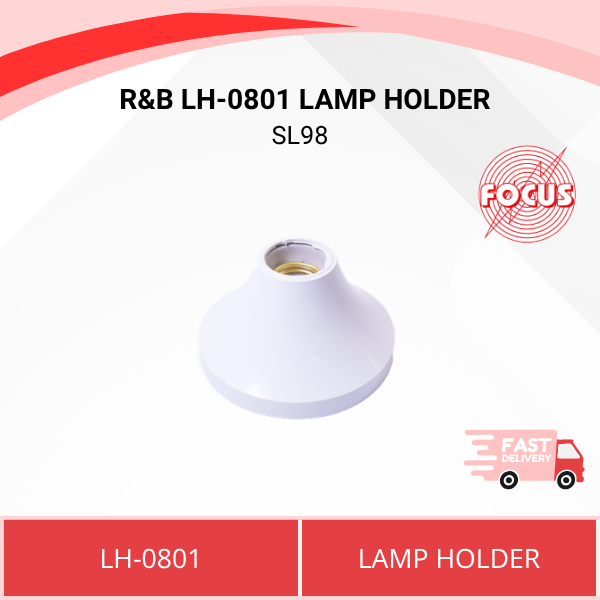 R&B LH-0801 LAMP HOLDER
SL98
FOCUS
FAST
DELIVERY
LH-0801
LAMP HOLDER